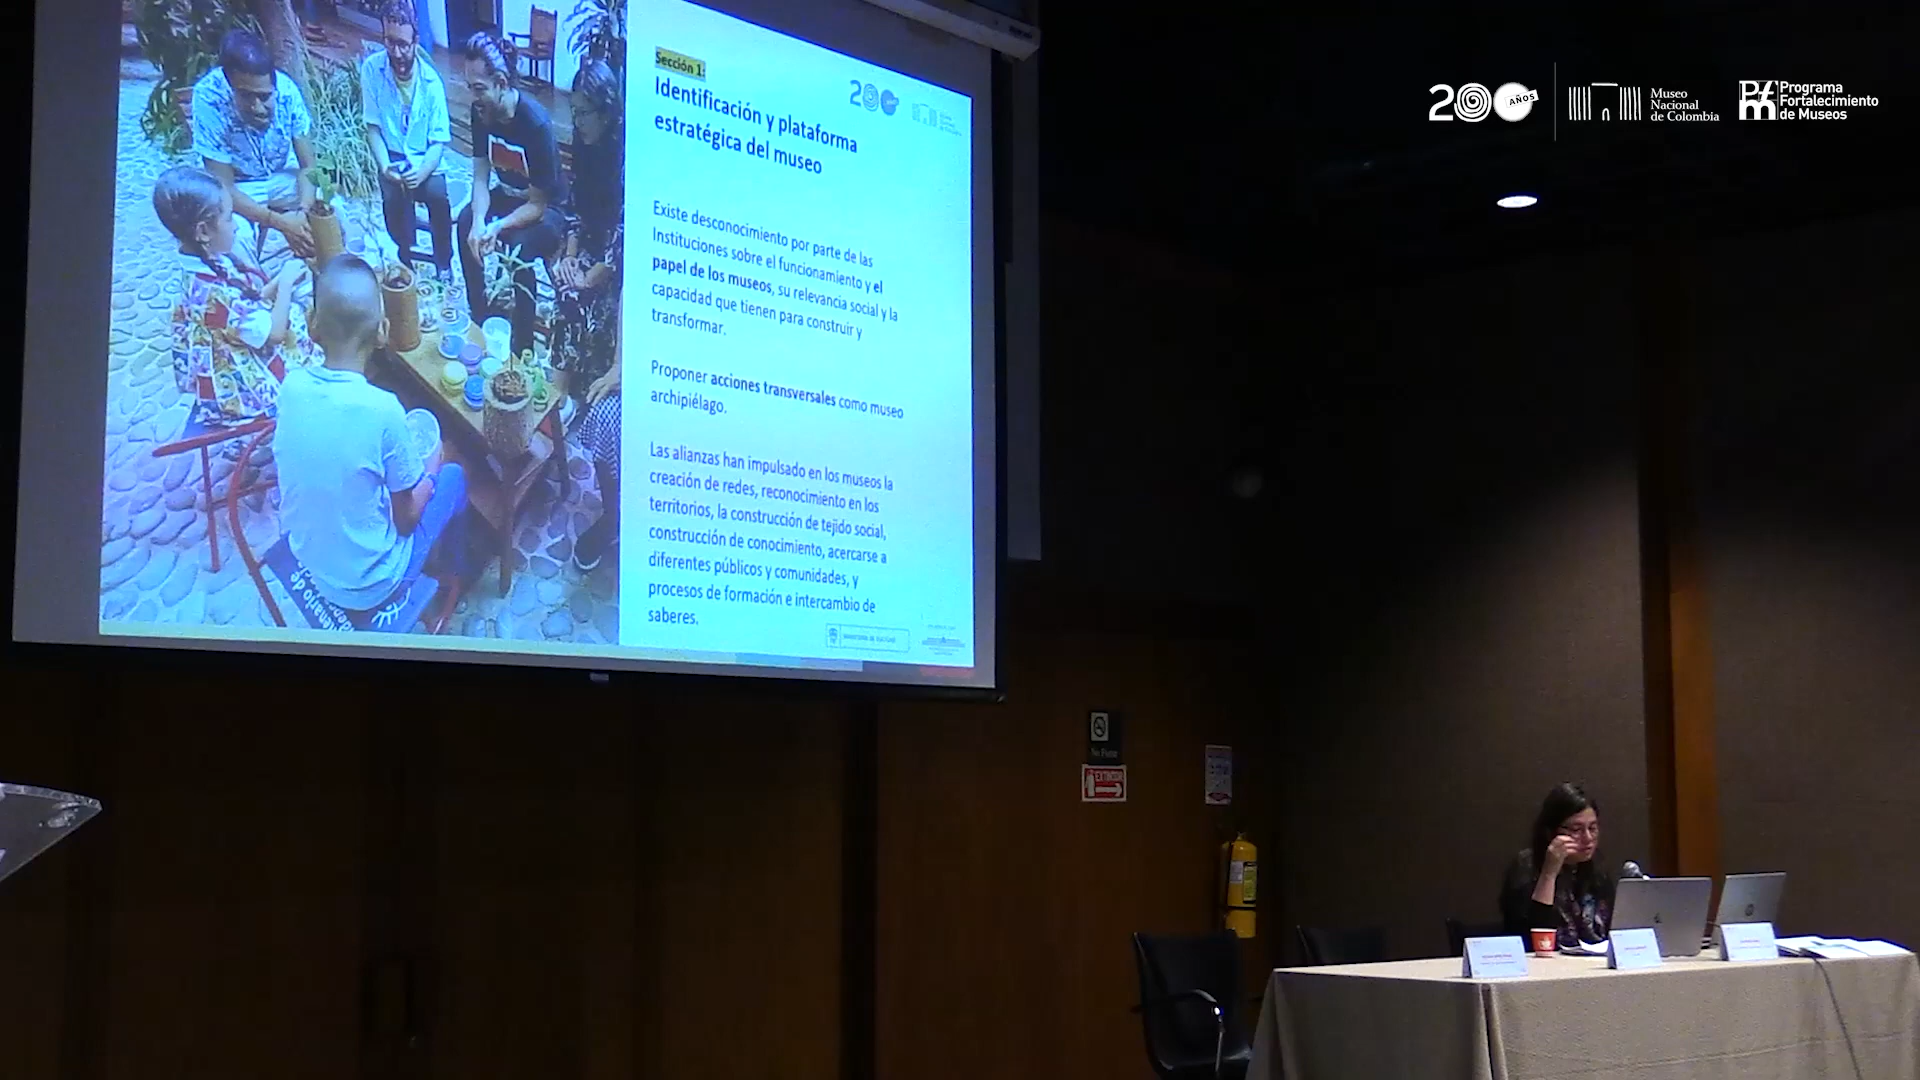 Sección 1:
Identificación y plataforma
estratégica del museo
200
Existe desconocimiento por parte de las
Instituciones sobre el funcionamiento y el
papel de los museos, su relevancia social y la
capacidad que tienen para construir y
transformar.
Proponer acciones transversales como museo
archipiélago.
Las alianzas han impulsado en los museos la
creación de redes, reconocimiento en los
territorios, la construcción de tejido social,
construcción de conocimiento, acercarse a
diferentes públicos y comunidades, y
procesos de formación e intercambio de
saberes.
200 AÑOS
Museo
Nacional
de Colombia
Pfm
Programa
Fortalecimiento
de Museos
No Fumar
EXTINTOR